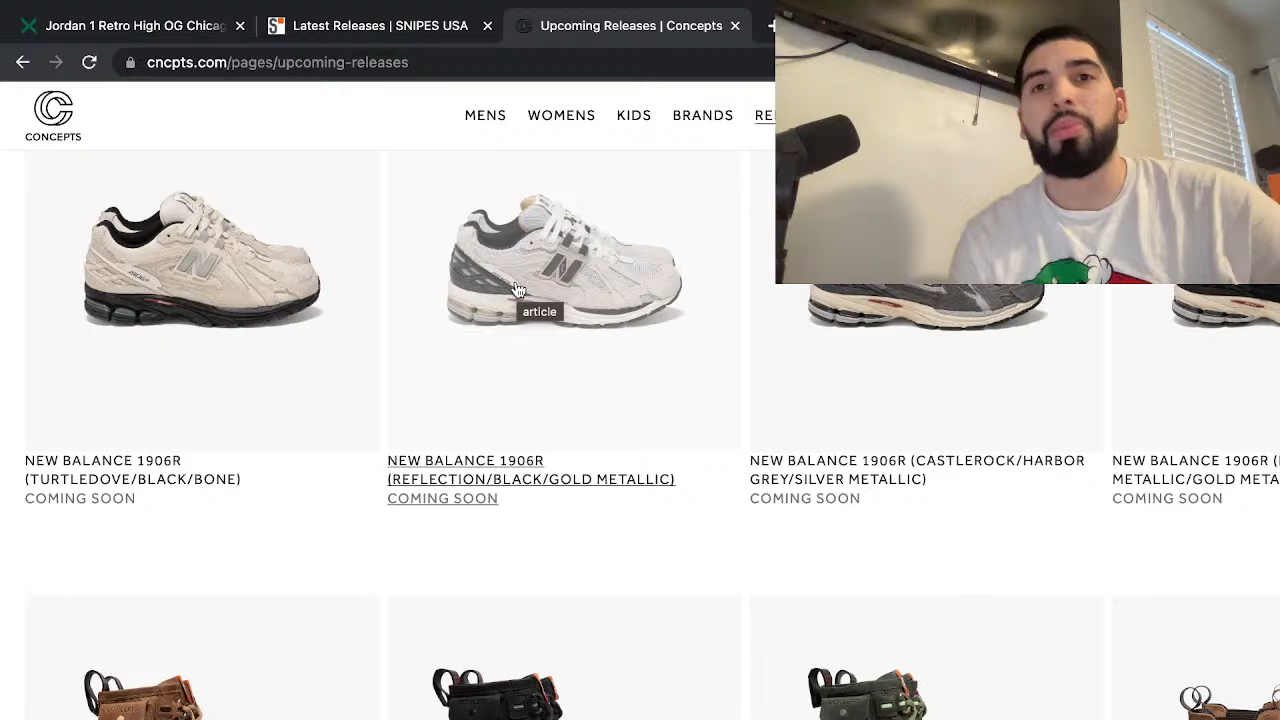 Jordan 1 Retro High OG Chicag
Latest Releases | SNIPES USA
Upcoming Releases | Concepts
cncpts.com/pages/upcoming-releases
CONCEPTS
MENS WOMENS KIDS BRANDS RE
N
N
article
NEW BALANCE 1906R
(TURTLEDOVE/BLACK/BONE)
COMING SOON
NEW BALANCE 1906R
(REFLECTION/BLACK/GOLD METALLIC)
COMING SOON
NEW BALANCE 1906R (CASTLEROCK/HARBOR
GREY/SILVER METALLIC)
COMING SOON
NEW BALANCE 1906R (
METALLIC/GOLD META
COMING SOON